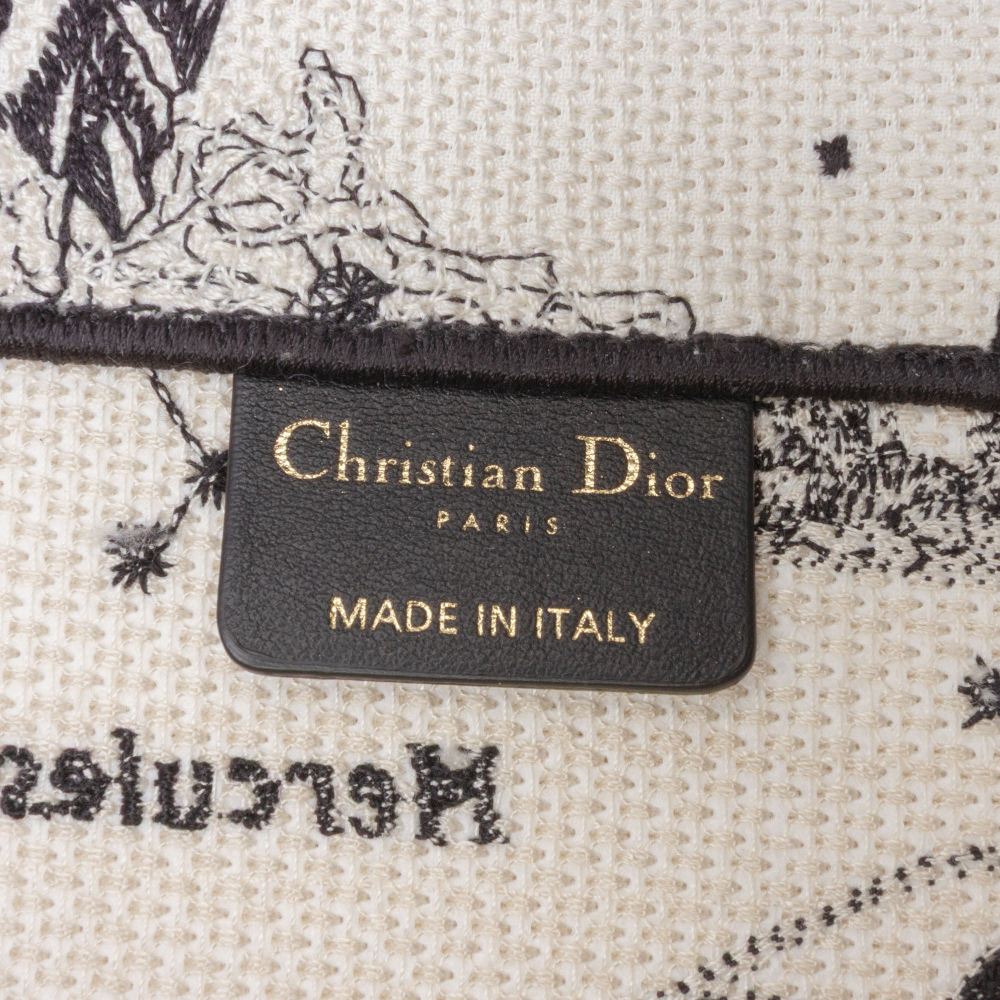 Christian Dior
PARIS
MADE IN ITALY
Hercules